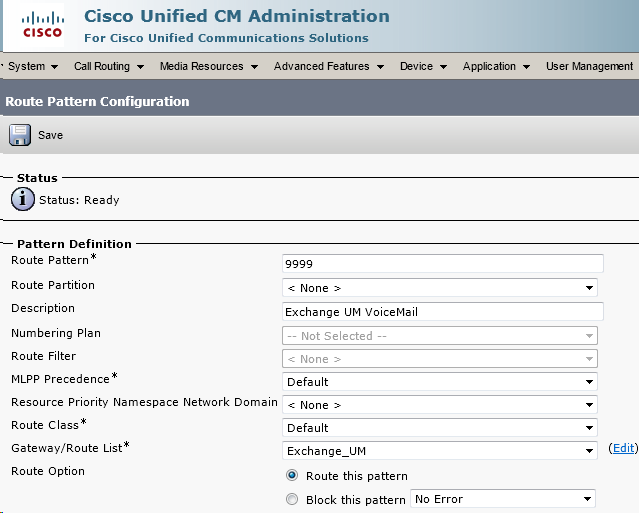 Cisco Unified CM Administration
CISCO For Cisco Unified Communications Solutions
System Call Routing Media Resources Advanced Features Device Application User Management
Route Pattern Configuration
Save
Status
i Status: Ready
Pattern Definition
Route Pattern* 9999
Route Partition < None >
Description Exchange UM VoiceMail
Numbering Plan -- Not Selected --
Route Filter < None >
MLPP Precedence* Default
Resource Priority Namespace Network Domain < None >
Route Class* Default
Gateway/Route List* Exchange_UM (Edit)
Route Option Route this pattern
Block this pattern No Error